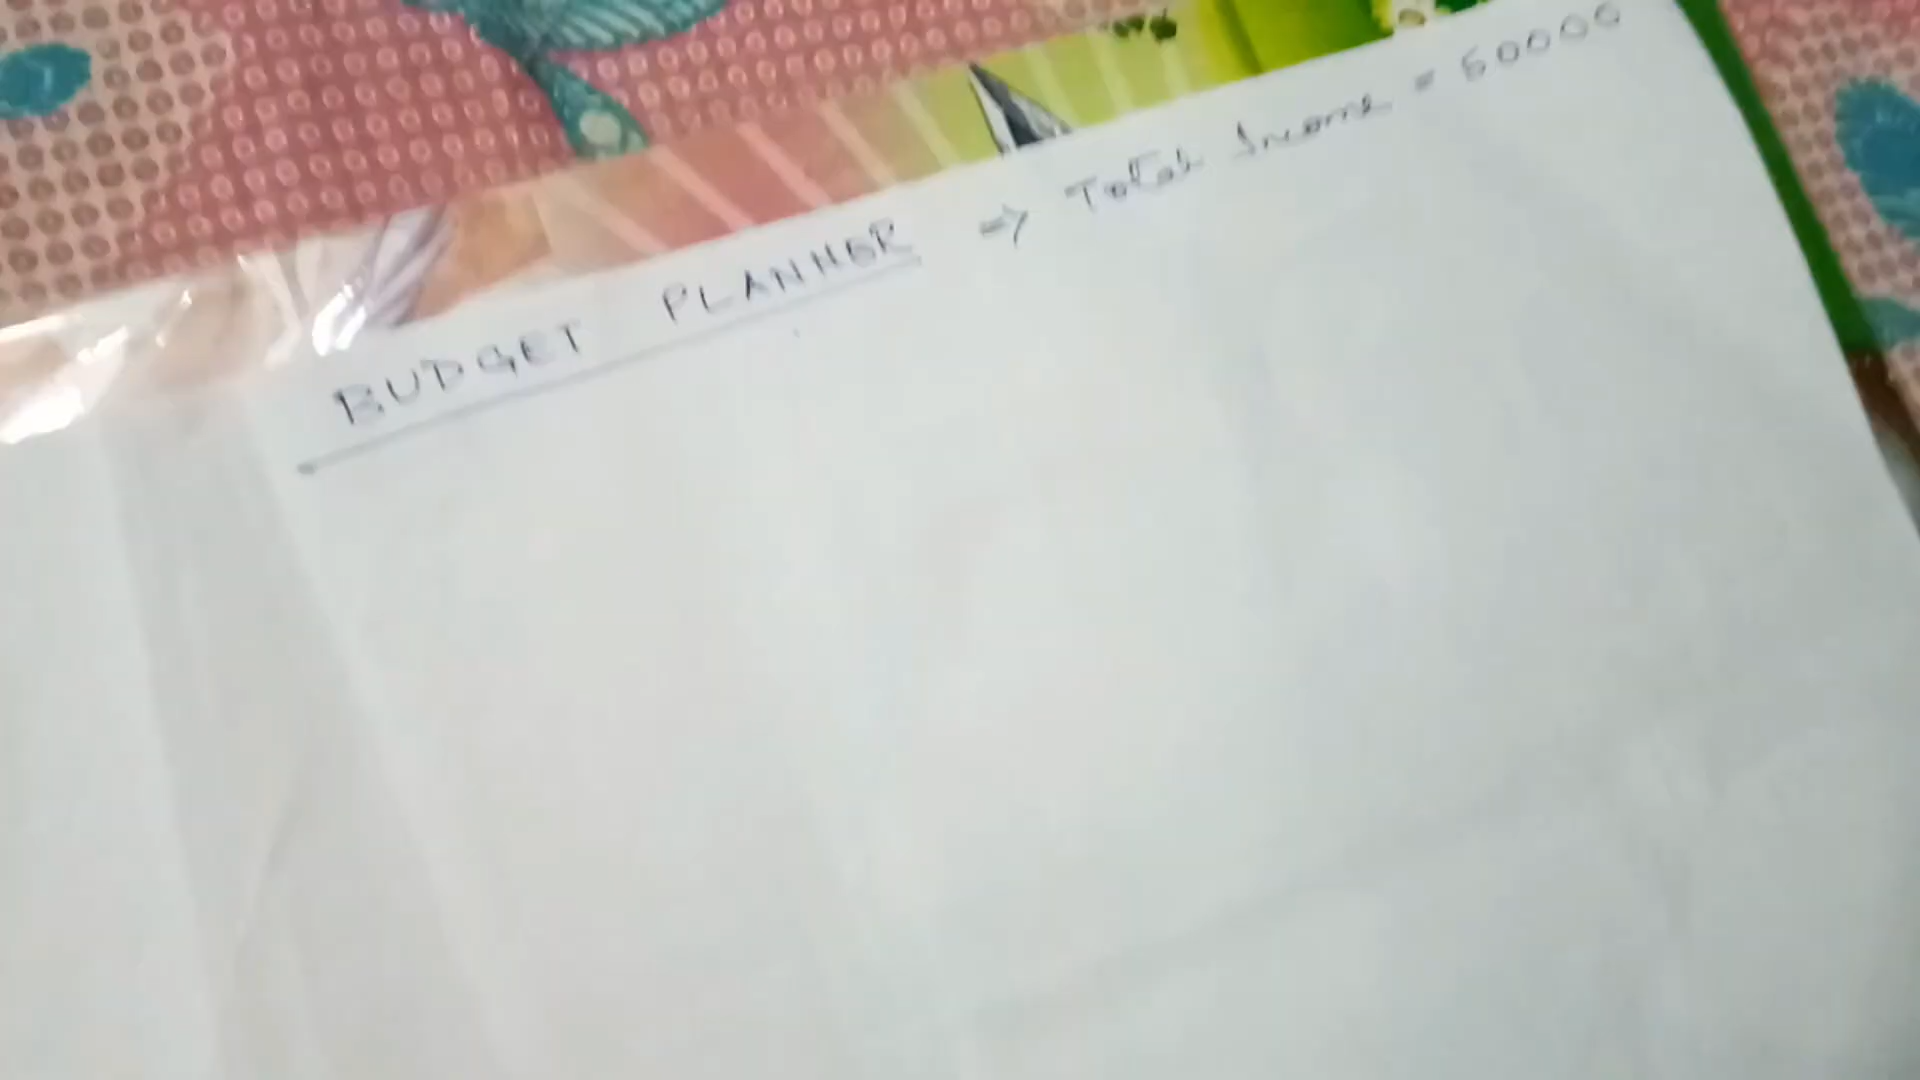 BUDGET PLANNER => Total Income = 50000